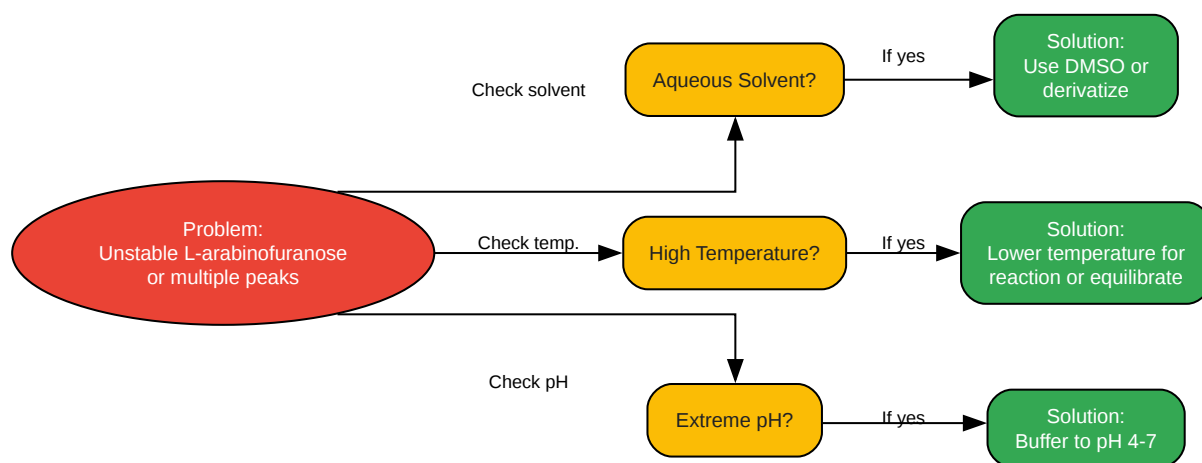 Problem:
Unstable L-arabinofuranose
or multiple peaks
Check solvent
Aqueous Solvent?
If yes
Solution:
Use DMSO or
derivatize
Check temp.
High Temperature?
If yes
Solution:
Lower temperature for
reaction or equilibrate
Check pH
Extreme pH?
If yes
Solution:
Buffer to pH 4-7